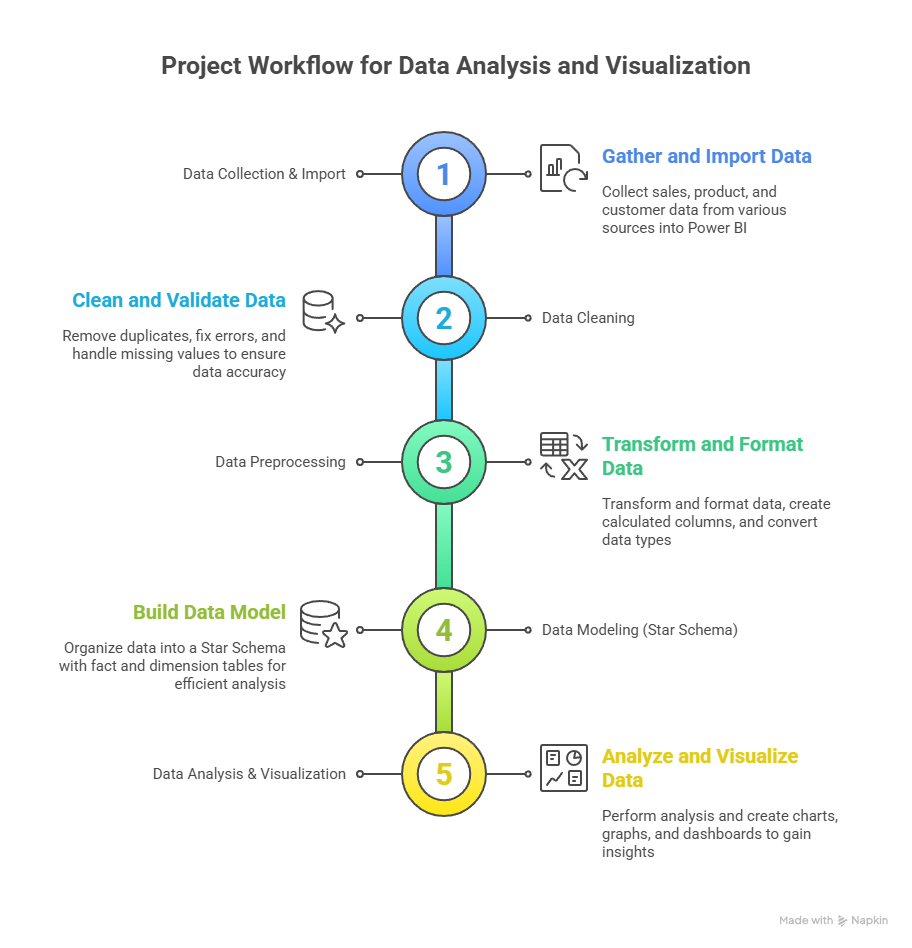 Project Workflow for Data Analysis and Visualization
Data Collection & Import
1
Gather and Import Data
Collect sales, product, and
customer data from various
sources into Power BI
Clean and Validate Data
Remove duplicates, fix errors, and
handle missing values to ensure
data accuracy
2
Data Cleaning
Data Preprocessing
3
Transform and Format
Data
Transform and format data, create
calculated columns, and convert
data types
Build Data Model
Organize data into a Star Schema
with fact and dimension tables for
efficient analysis
4
Data Modeling (Star Schema)
Data Analysis & Visualization
5
Analyze and Visualize
Data
Perform analysis and create charts,
graphs, and dashboards to gain
insights
Made with Napkin